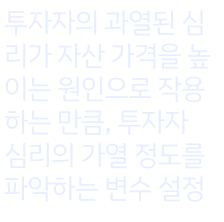 투자자의 과열된 심
리가 자산 가격을 높
이는 원인으로 작용
하는 만큼, 투자자
심리의 가열 정도를
파악하는 변수 설정